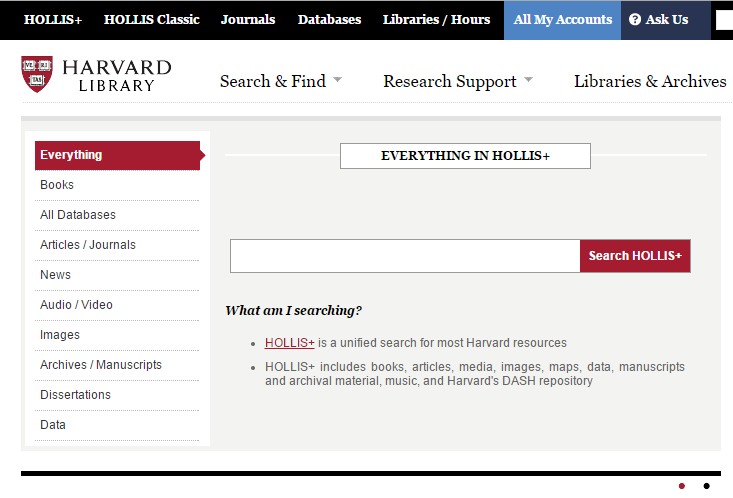 HOLLIS+ HOLLIS Classic Journals Databases Libraries / Hours All My Accounts ? Ask Us
VE RI TAS
HARVARD
LIBRARY
Search & Find Research Support Libraries & Archives
Everything
Books
All Databases
Articles / Journals
News
Audio / Video
Images
Archives / Manuscripts
Dissertations
Data
EVERYTHING IN HOLLIS+
Search HOLLIS+
What am I searching?
• HOLLIS+ is a unified search for most Harvard resources
• HOLLIS+ includes books, articles, media, images, maps, data, manuscripts
and archival material, music, and Harvard's DASH repository